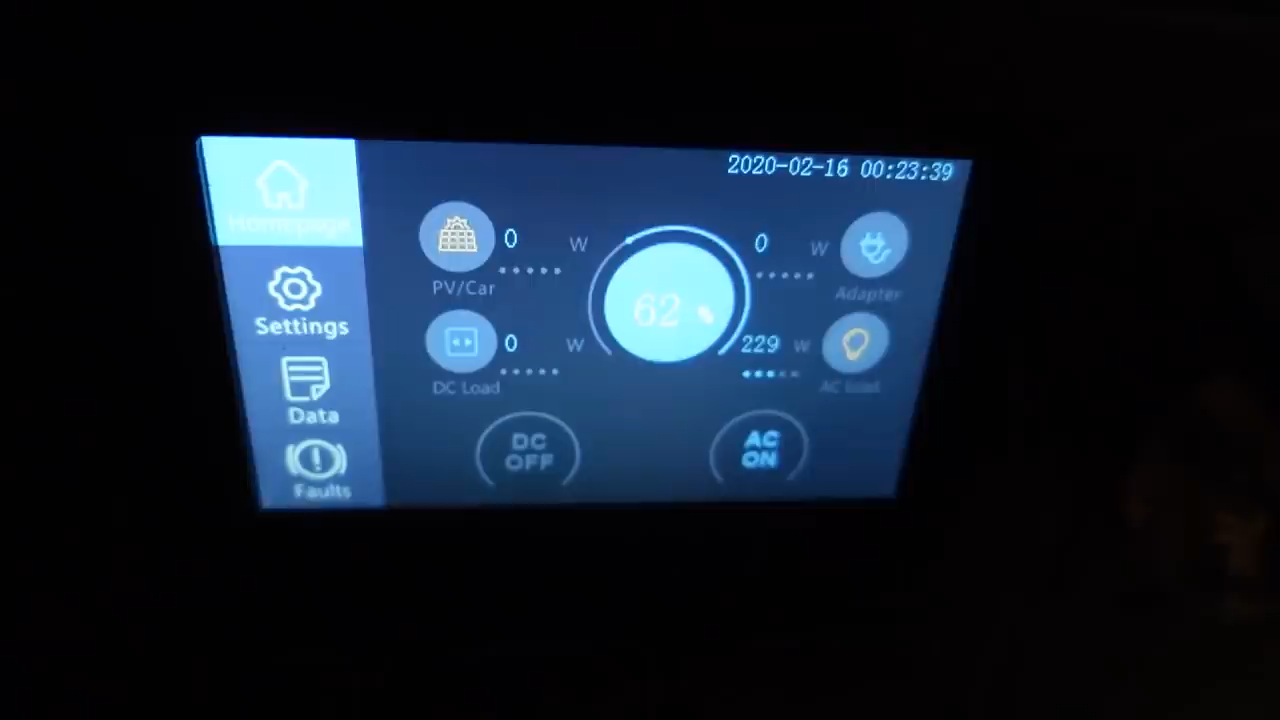 2020-02-16 00:23:39
Homepage
Settings
Data
Faults
0 W
PV/Car
0 W
DC Load
62 %
0 W
Adapter
229 W
AC load
DC
OFF
AC
ON